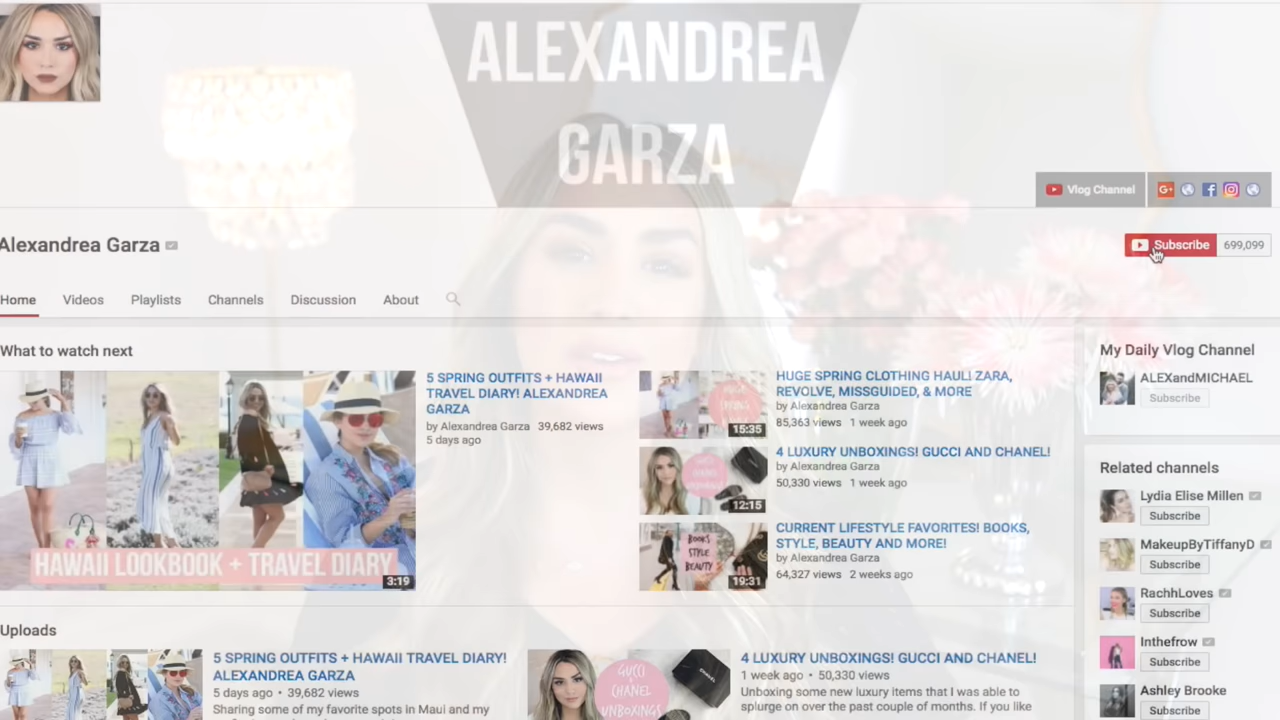 ALEXANDREA
GARZA
Vlog Channel
Alexandrea Garza
Subscribe 699,099
Home Videos Playlists Channels Discussion About
What to watch next
HAWAII LOOKBOOK + TRAVEL DIARY
3:19
5 SPRING OUTFITS + HAWAII
TRAVEL DIARY! ALEXANDREA
GARZA
by Alexandrea Garza 39,682 views
5 days ago
15:35
HUGE SPRING CLOTHING HAUL! ZARA,
REVOLVE, MISSGUIDED, & MORE
by Alexandrea Garza
85,363 views 1 week ago
12:15
4 LUXURY UNBOXINGS! GUCCI AND CHANEL!
by Alexandrea Garza
50,330 views 1 week ago
BOOKS
STYLE
BEAUTY
19:31
CURRENT LIFESTYLE FAVORITES! BOOKS,
STYLE, BEAUTY AND MORE!
by Alexandrea Garza
64,327 views 2 weeks ago
My Daily Vlog Channel
ALEXandMICHAEL
Subscribe
Related channels
Lydia Elise Millen
Subscribe
MakeupByTiffanyD
Subscribe
RachhLoves
Subscribe
Inthefrow
Subscribe
Ashley Brooke
Subscribe
Uploads
5 SPRING OUTFITS + HAWAII TRAVEL DIARY!
ALEXANDREA GARZA
5 days ago • 39,682 views
Sharing some of my favorite spots in Maui and my
GUCCI
&
CHANEL
UNBOXINGS
4 LUXURY UNBOXINGS! GUCCI AND CHANEL!
1 week ago • 50,330 views
Unboxing some new luxury items that I was able to
splurge on over the past couple of months. If you like